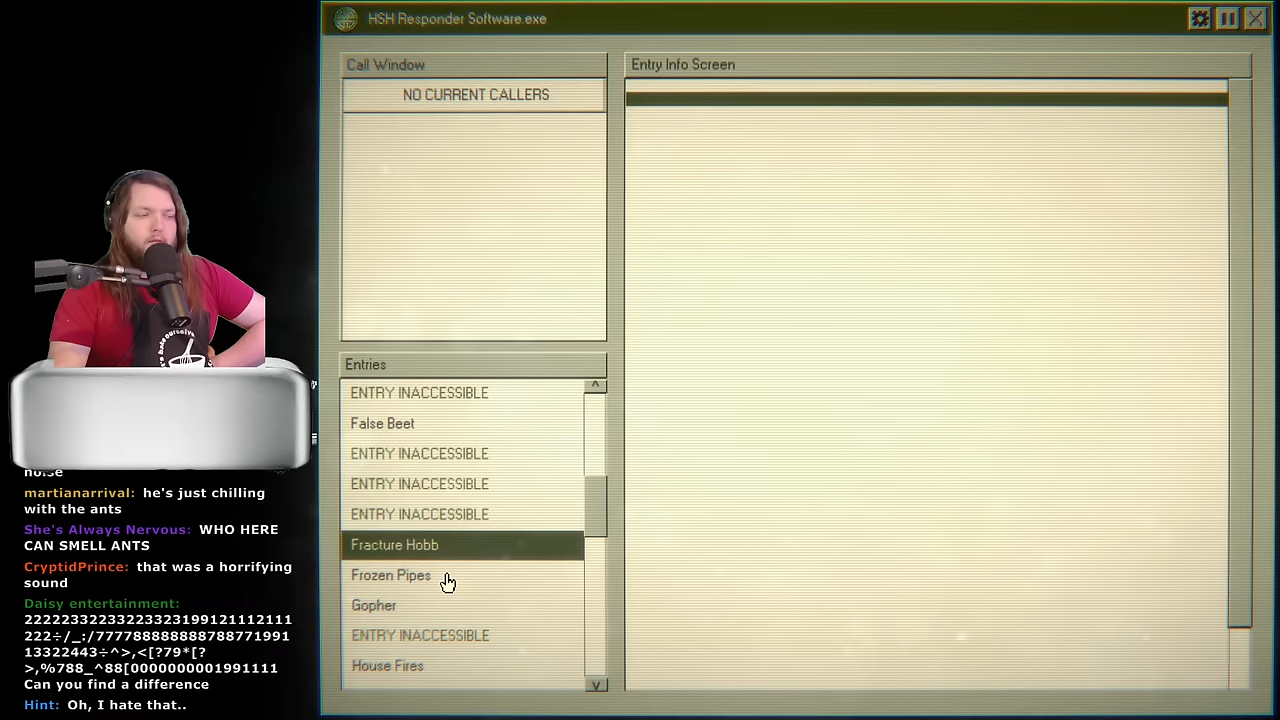 HSH Responder Software.exe
Call Window
NO CURRENT CALLERS
Entry Info Screen
Entries
ENTRY INACCESSIBLE
False Beet
ENTRY INACCESSIBLE
ENTRY INACCESSIBLE
ENTRY INACCESSIBLE
Fracture Hobb
Frozen Pipes
Gopher
ENTRY INACCESSIBLE
House Fires
noise
martianarrival: he's just chilling
with the ants
She's Always Nervous: WHO HERE
CAN SMELL ANTS
CryptidPrince: that was a horrifying
sound
Daisy entertainment:
2222233223322332319912111211
222÷/_:/777788888888788771991
13322443÷^>,<[?79*[?
>,%788_^88[0000000001991111
Can you find a difference
Hint: Oh, I hate that..